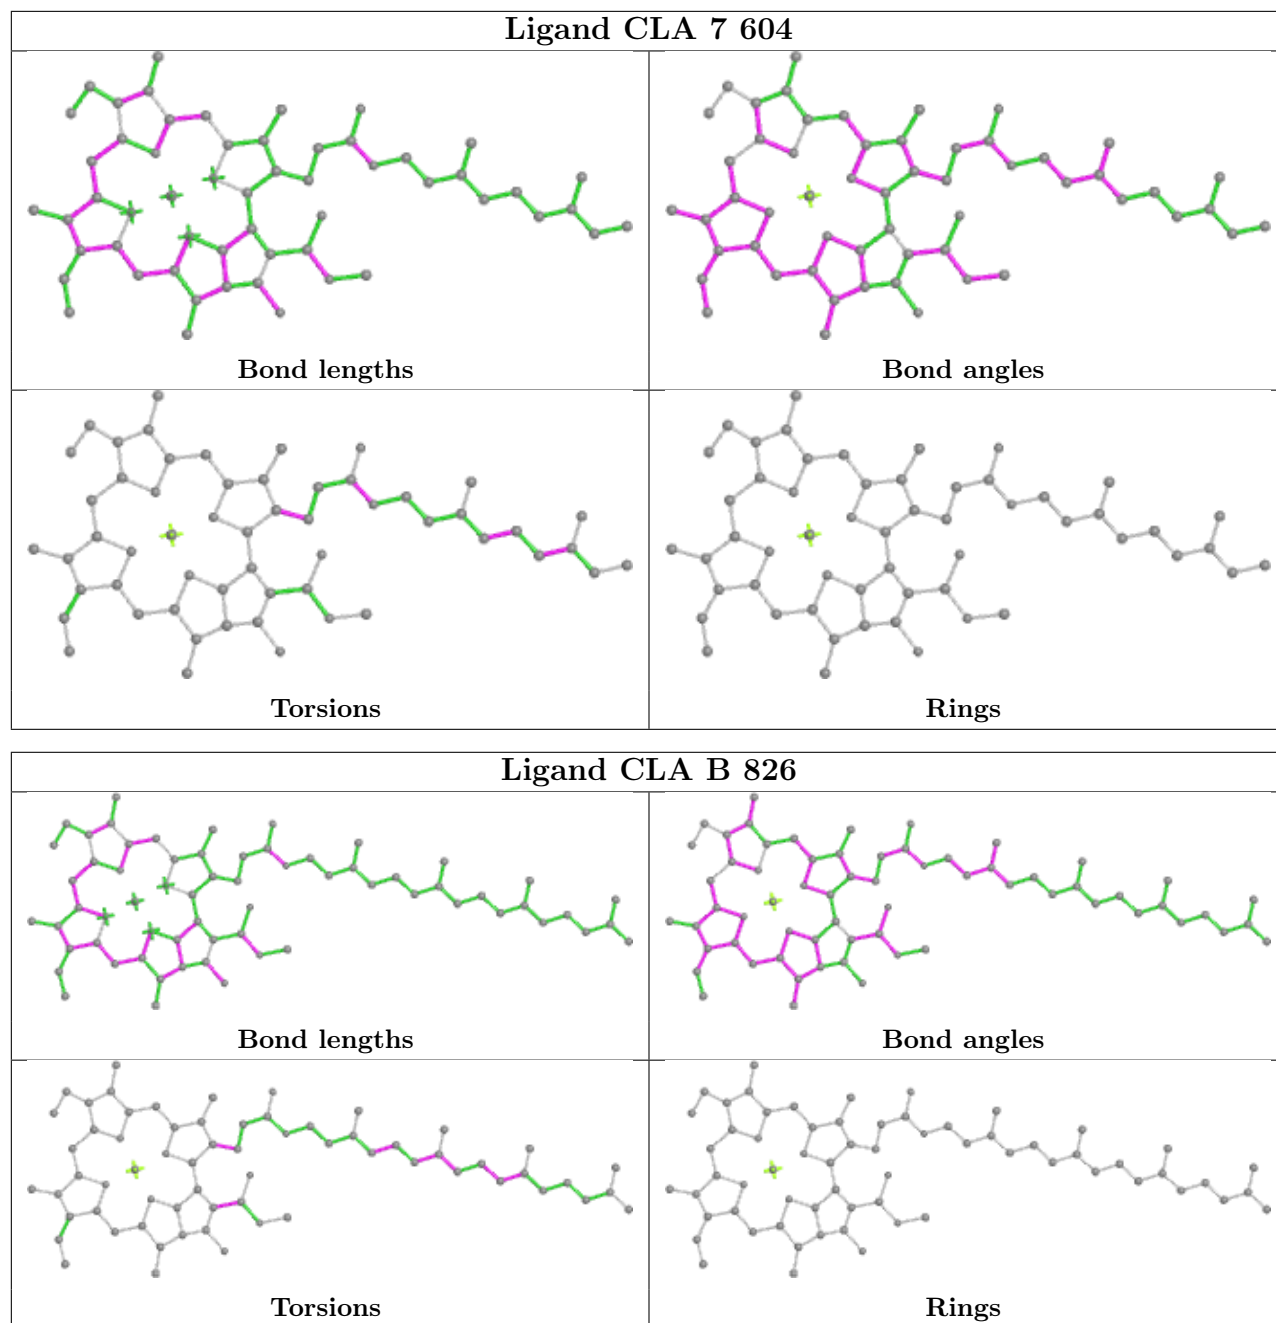 Ligand CLA 7 604
Bond lengths
Bond angles
Torsions
Rings
Ligand CLA B 826
Bond lengths
Bond angles
Torsions
Rings